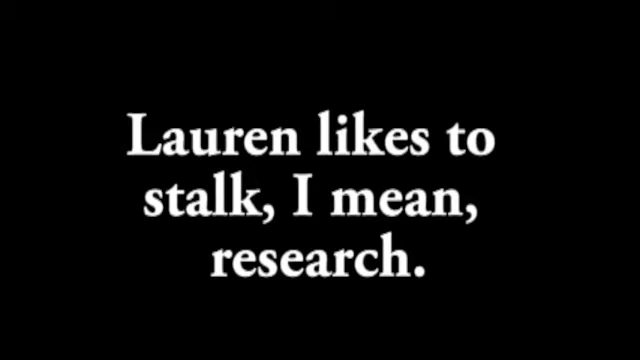 Lauren likes to
stalk, I mean,
research.